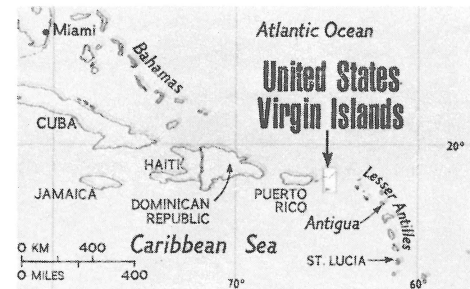 Miami
Atlantic Ocean
Bahamas
United States
Virgin Islands
CUBA
20°
HAITI
Lesser Antilles
JAMAICA
DOMINICAN
REPUBLIC
PUERTO
RICO
Antigua
0 KM 400 400
Caribbean Sea
ST. LUCIA
0 MILES 400
70°
60°